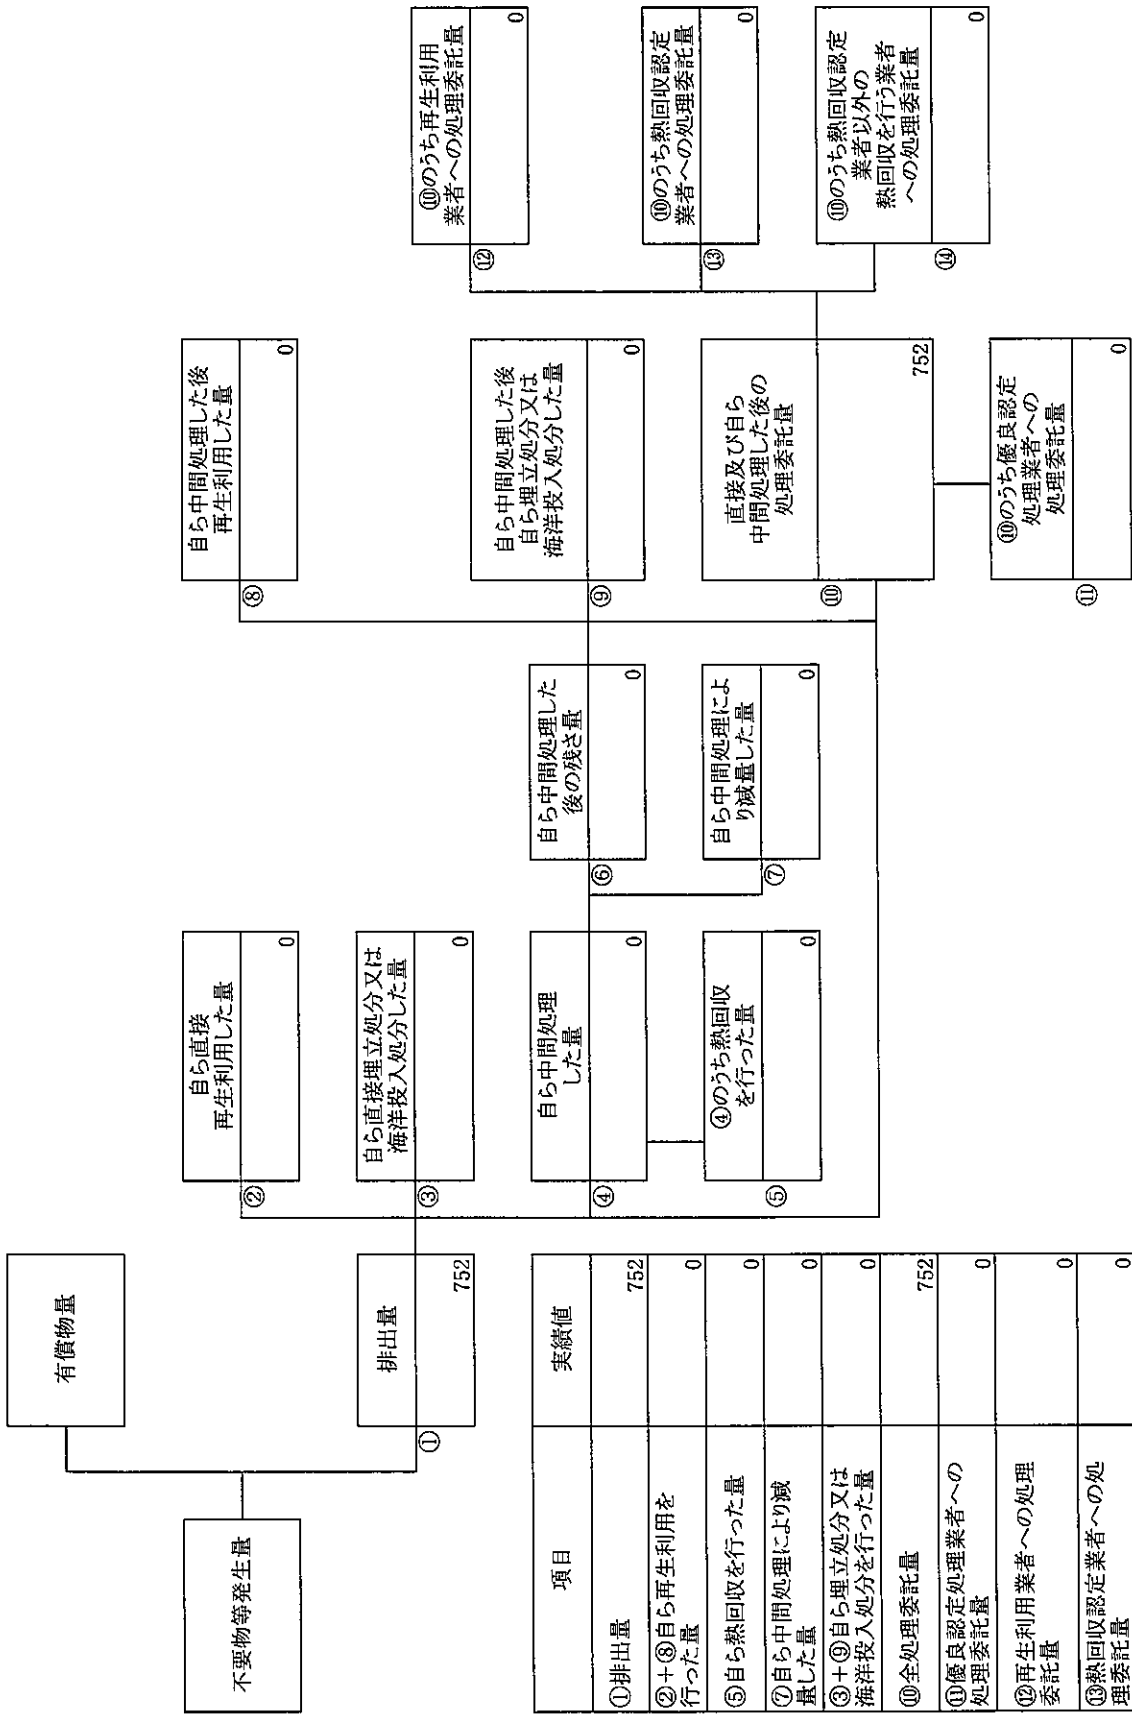 不要物等発生量
有償物量
①
排出量
752
②
自ら直接
再生利用した量
0
③
自ら直接埋立処分又は
海洋投入処分した量
0
④
自ら中間処理
した量
0
⑤
④のうち熱回収
を行った量
0
⑥
自ら中間処理した
後の残さ量
0
⑦
自ら中間処理によ
り減量した量
0
⑧
自ら中間処理した後
再生利用した量
0
⑨
自ら中間処理した後
自ら埋立処分又は
海洋投入処分した量
0
⑩
直接及び自ら
中間処理した後の
処理委託量
752
⑪
⑩のうち優良認定
処理業者への
処理委託量
0
⑫
⑩のうち再生利用
業者への処理委託量
0
⑬
⑩のうち熱回収認定
業者への処理委託量
0
⑭
⑩のうち熱回収認定
業者以外の
熱回収を行う業者
への処理委託量
0
項目
実績値
①排出量
752
②+⑧自ら再生利用を
行った量
0
⑤自ら熱回収を行った量
0
⑦自ら中間処理により減
量した量
0
③+⑨自ら埋立処分又は
海洋投入処分を行った量
0
⑩全処理委託量
752
⑪優良認定処理業者への
処理委託量
0
⑫再生利用業者への処理
委託量
0
⑬熱回収認定業者への処
理委託量
0